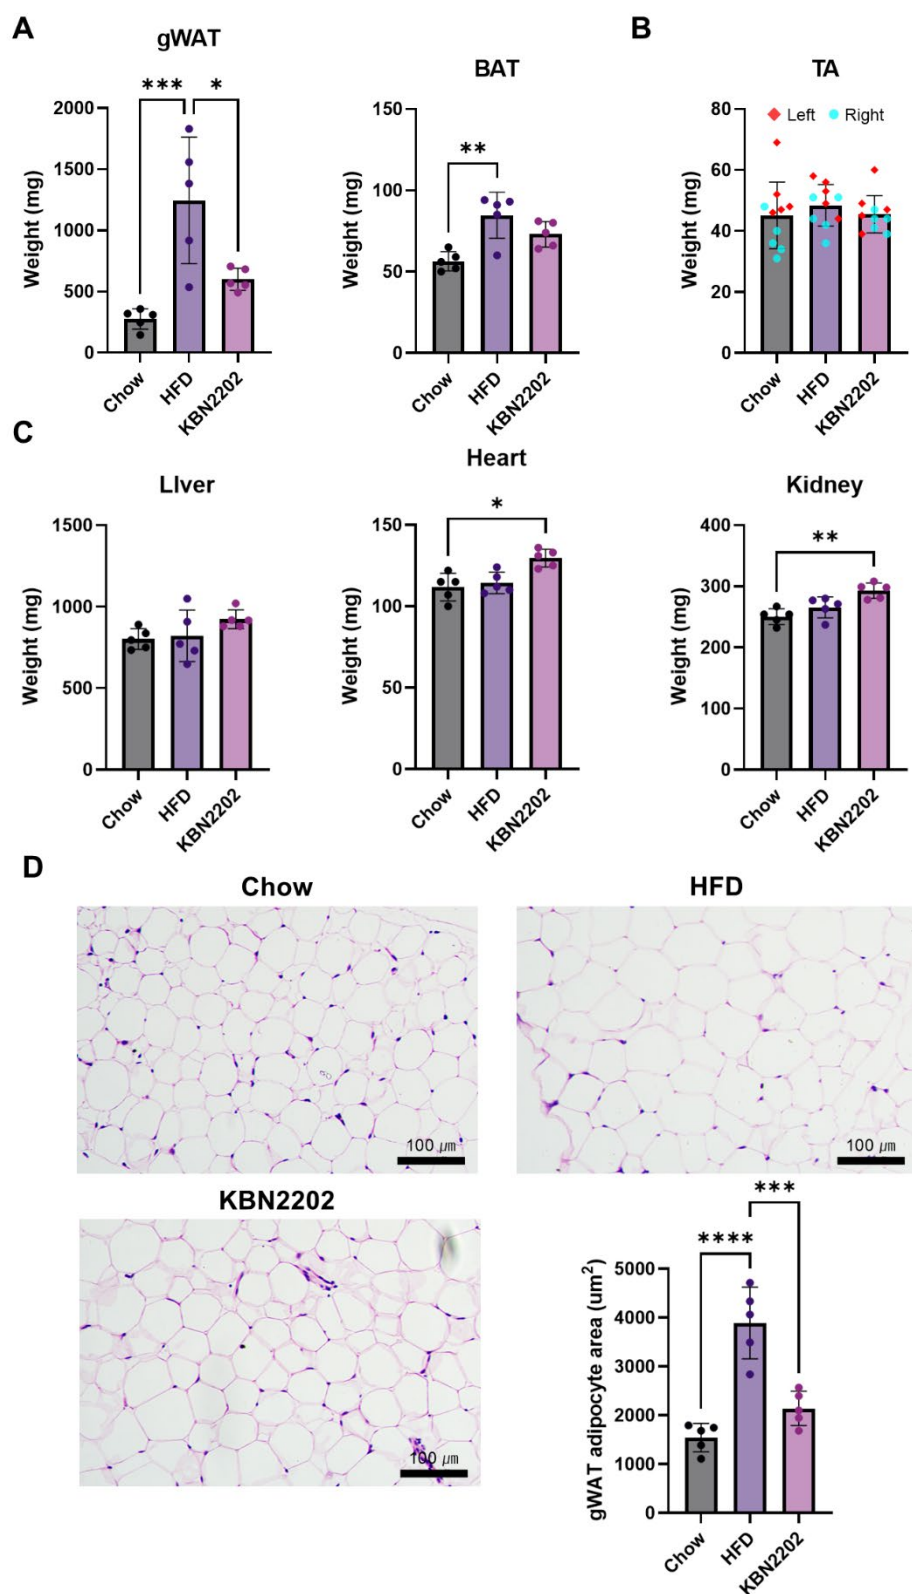 A
gWAT
*** *
Weight (mg)
2000
1500
1000
500
0
Chow
HFD
KBN2202
BAT
**
Weight (mg)
150
100
50
0
Chow
HFD
KBN2202
B
TA
Left Right
Weight (mg)
80
60
40
20
0
Chow
HFD
KBN2202
C
LIver
Weight (mg)
1500
1000
500
0
Chow
HFD
KBN2202
Heart
*
Weight (mg)
150
100
50
0
Chow
HFD
KBN2202
Kidney
**
Weight (mg)
400
300
200
100
0
Chow
HFD
KBN2202
D
Chow
100 µm
HFD
100 µm
KBN2202
100 µm
***
****
gWAT adipocyte area (um²)
5000
4000
3000
2000
1000
0
Chow
HFD
KBN2202